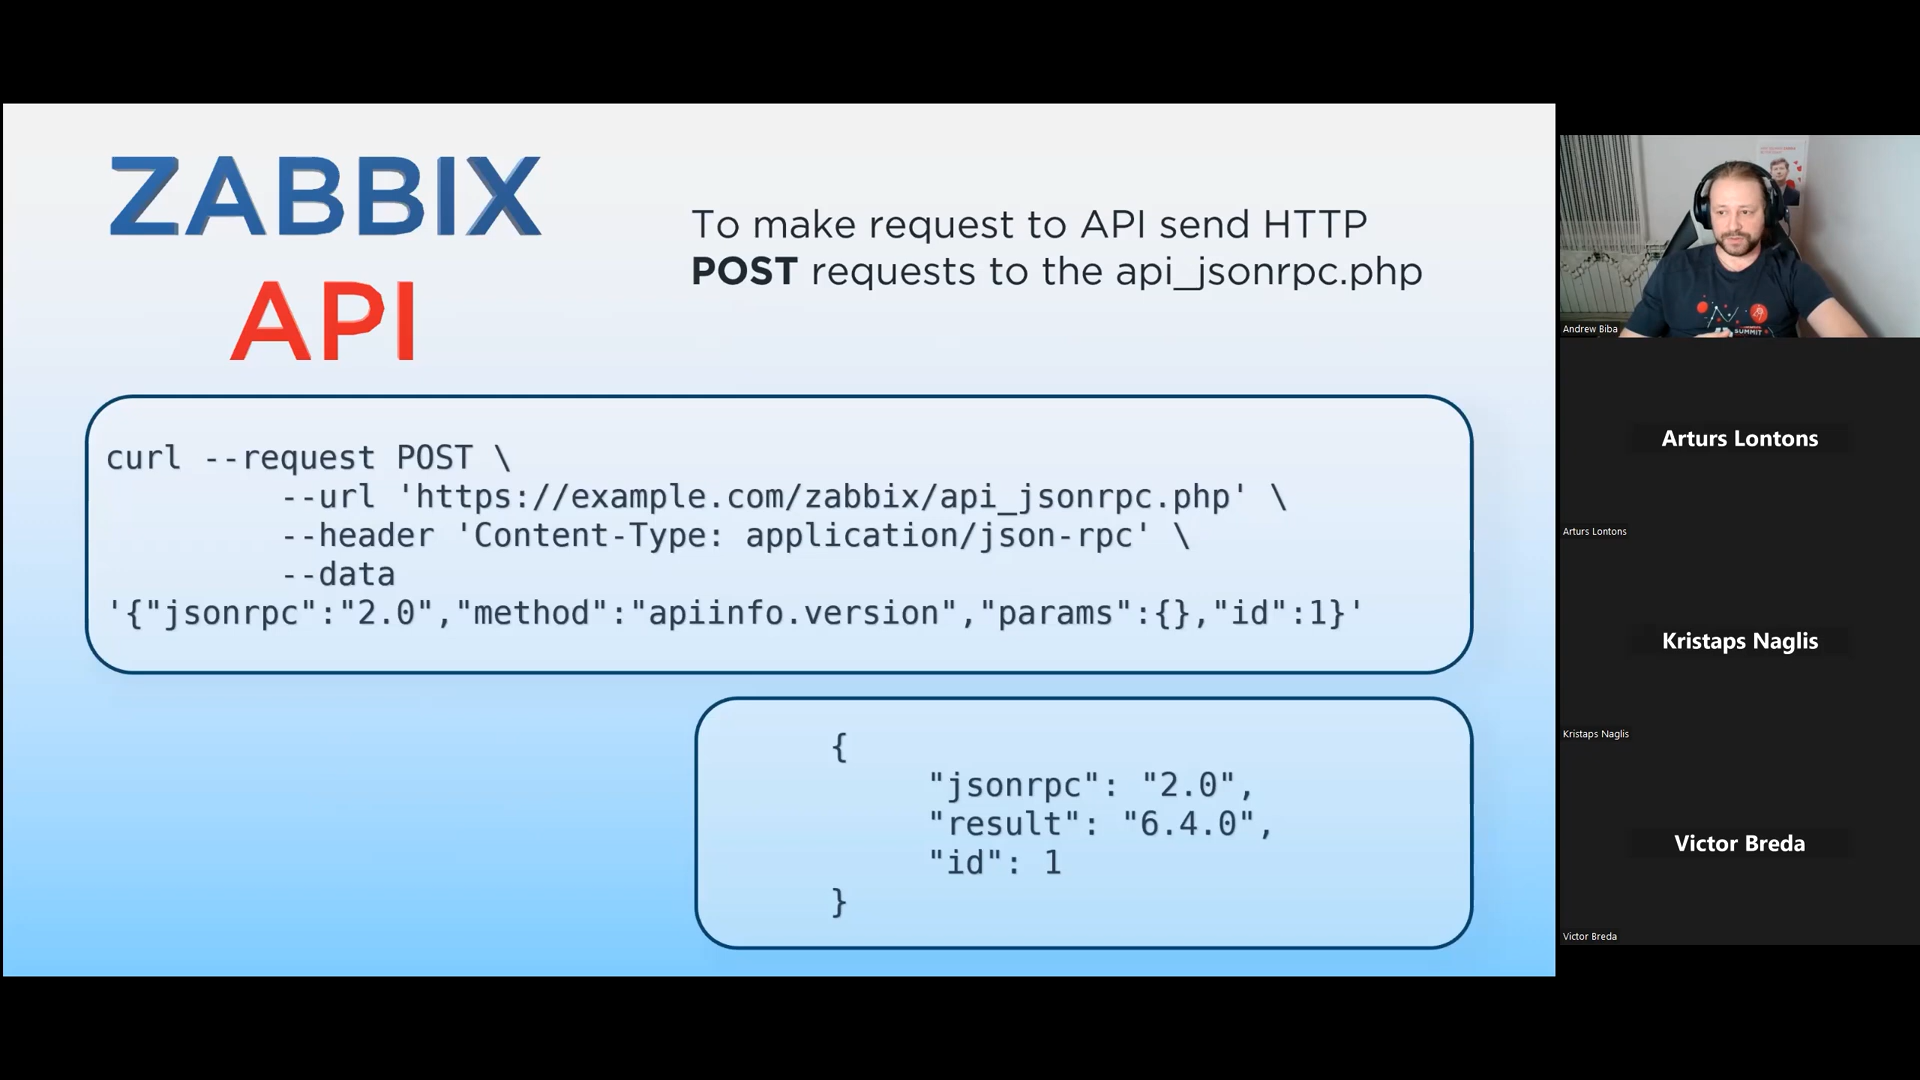 ZABBIX
API
To make request to API send HTTP
POST requests to the api_jsonrpc.php
curl --request POST \
--url 'https://example.com/zabbix/api_jsonrpc.php' \
--header 'Content-Type: application/json-rpc' \
--data
'{"jsonrpc":"2.0","method":"apiinfo.version","params":{},"id":1}'
{
"jsonrpc": "2.0",
"result": "6.4.0",
"id": 1
}
SUMMIT
Andrew Biba
Arturs Lontons
Arturs Lontons
Kristaps Naglis
Kristaps Naglis
Victor Breda
Victor Breda